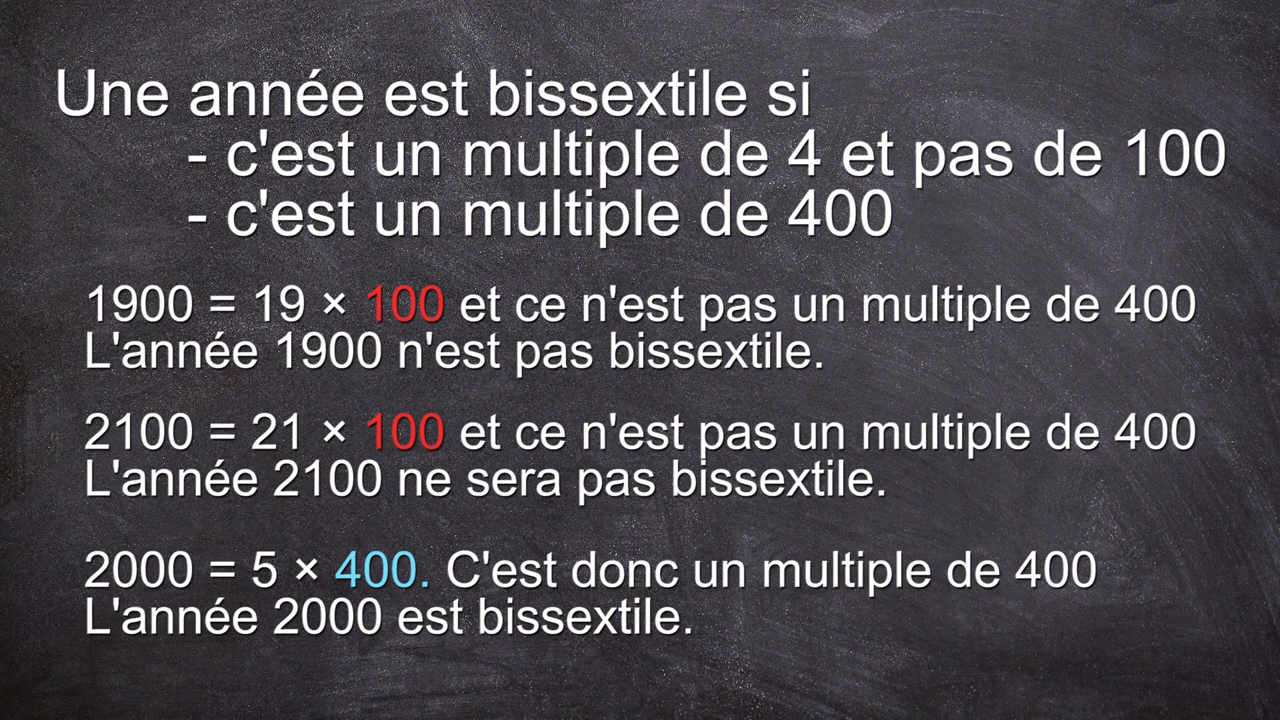 Une année est bissextile si
- c'est un multiple de 4 et pas de 100
- c'est un multiple de 400
1900 = 19 × 100 et ce n'est pas un multiple de 400
L'année 1900 n'est pas bissextile.
2100 = 21 × 100 et ce n'est pas un multiple de 400
L'année 2100 ne sera pas bissextile.
2000 = 5 × 400. C'est donc un multiple de 400
L'année 2000 est bissextile.